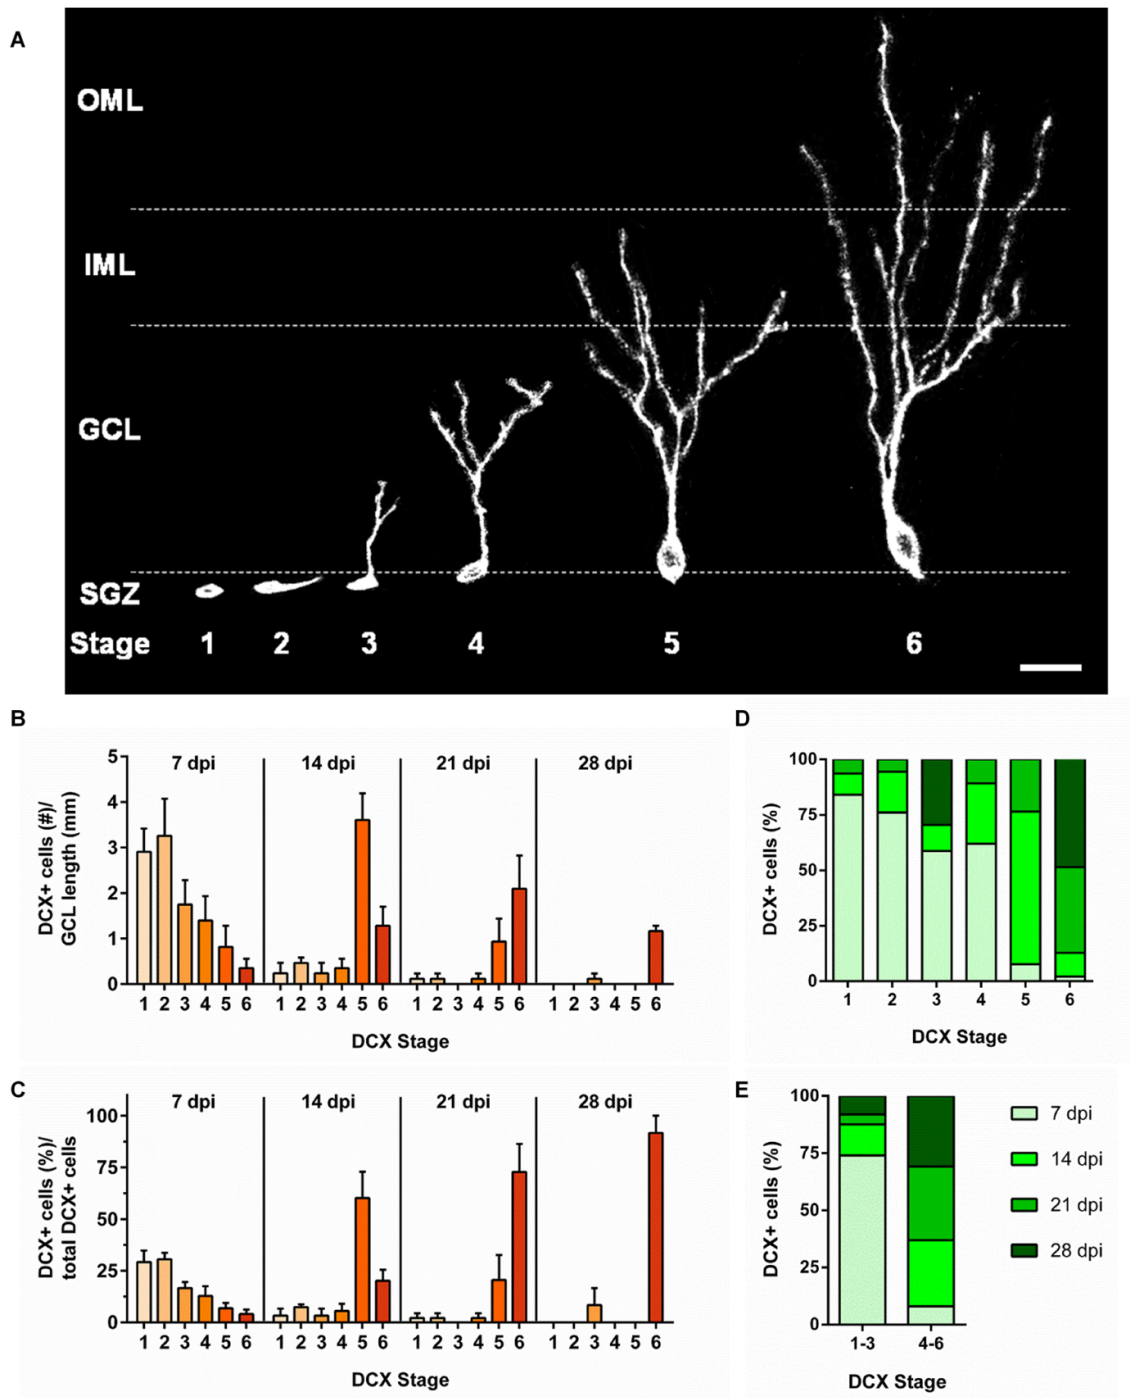 A
OML
IML
GCL
SGZ
Stage 1 2 3 4 5 6
B
DCX+ cells (#)/
GCL length (mm)
5
4
3
2
1
0
7 dpi 14 dpi 21 dpi 28 dpi
1 2 3 4 5 6 1 2 3 4 5 6 1 2 3 4 5 6 1 2 3 4 5 6
DCX Stage
D
DCX+ cells (%)
100
75
50
25
0
1 2 3 4 5 6
DCX Stage
C
DCX+ cells (%)/
total DCX+ cells
100
75
50
25
0
7 dpi 14 dpi 21 dpi 28 dpi
1 2 3 4 5 6 1 2 3 4 5 6 1 2 3 4 5 6 1 2 3 4 5 6
DCX Stage
E
DCX+ cells (%)
100
75
50
25
0
1-3 4-6
DCX Stage
7 dpi
14 dpi
21 dpi
28 dpi